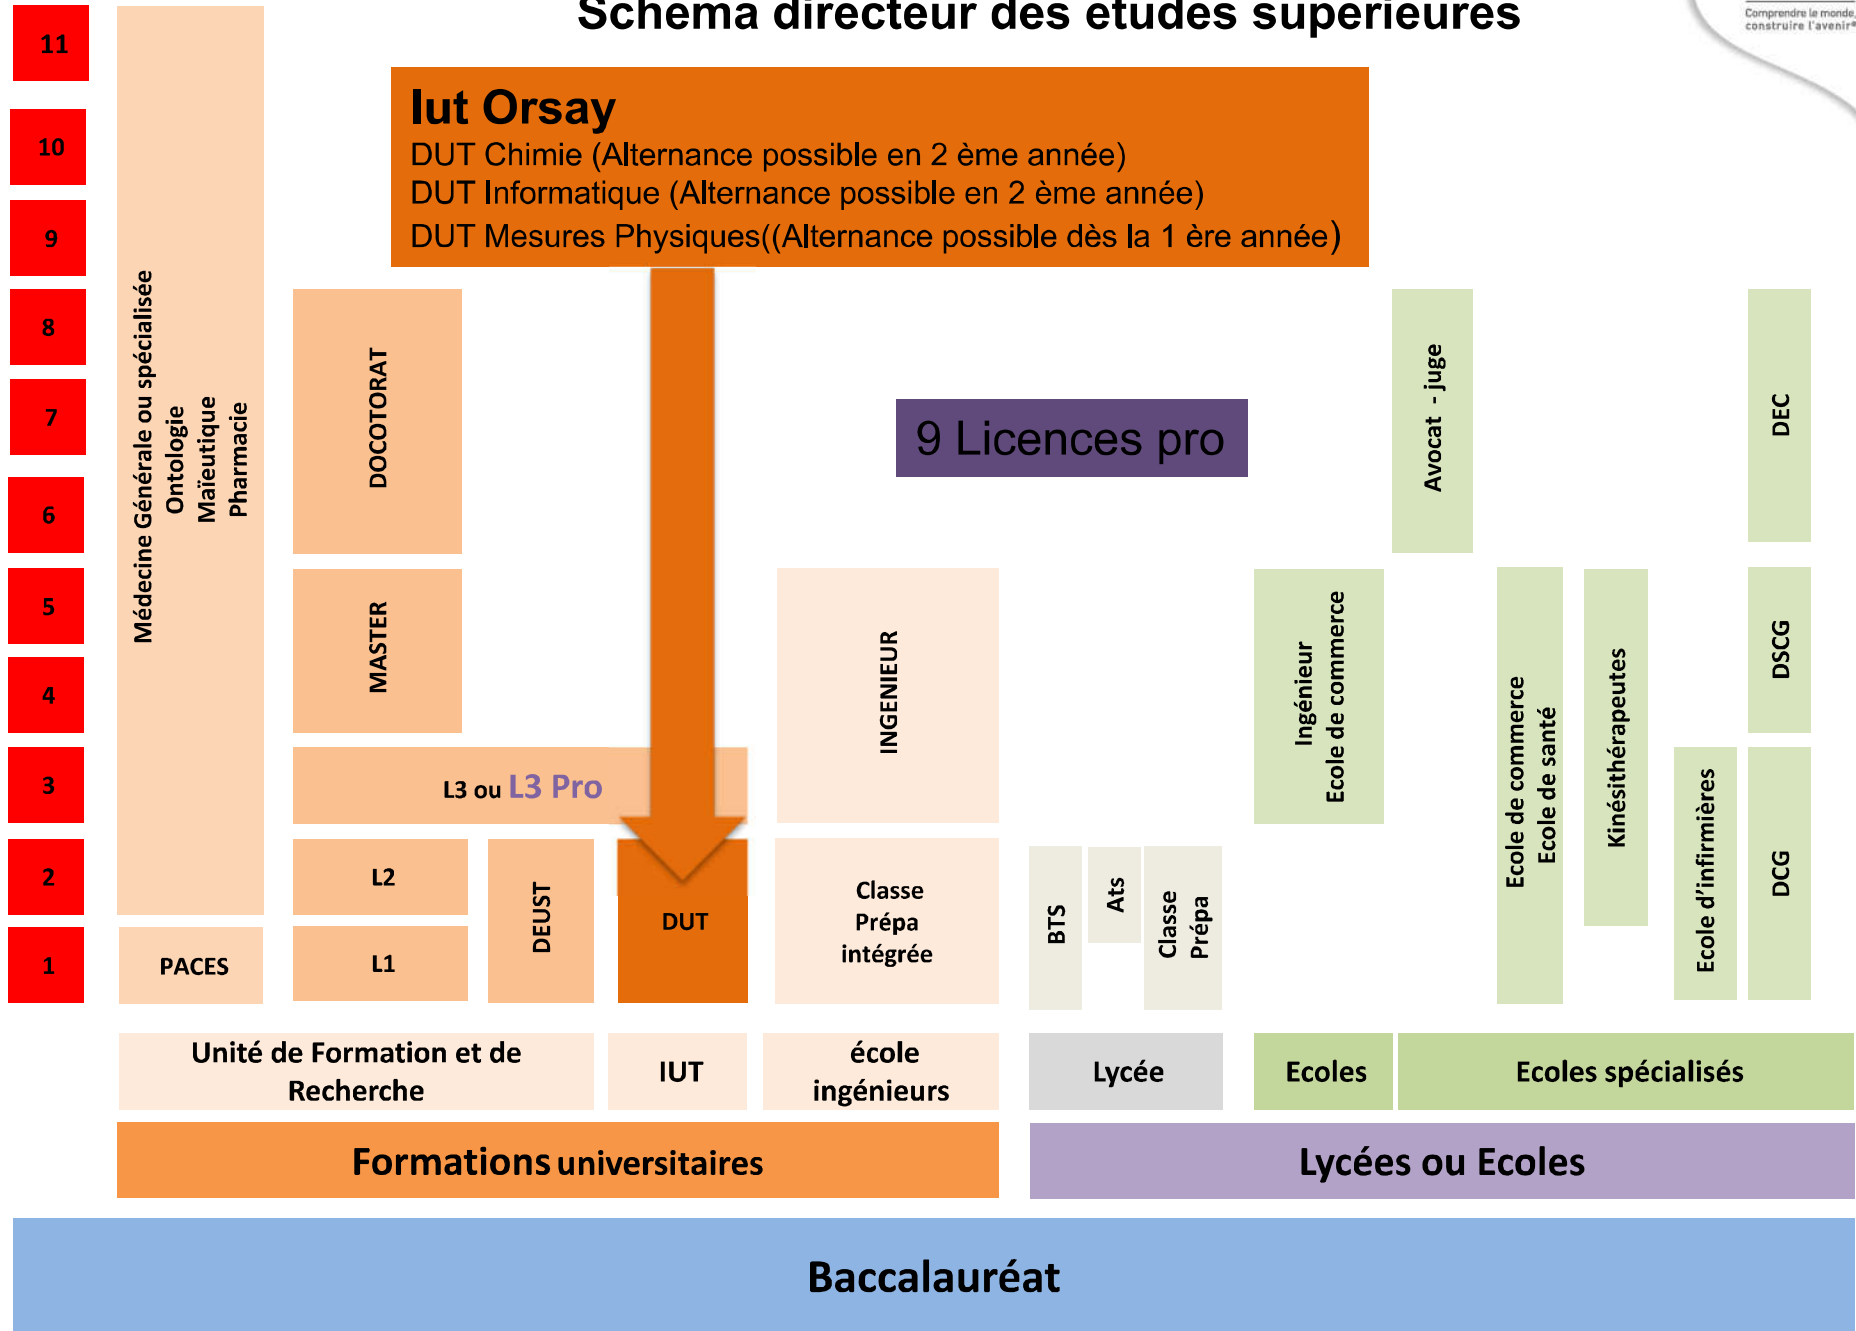 Schema directeur des etudes superieures
Comprendre le monde,
construire l'avenir®
11
10
9
8
7
6
5
4
3
2
1
Iut Orsay
DUT Chimie (Alternance possible en 2 ème année)
DUT Informatique (Alternance possible en 2 ème année)
DUT Mesures Physiques((Alternance possible dès la 1 ère année)
Médecine Générale ou spécialisée
Ontologie
Maïeutique
Pharmacie
PACES
DOCOTORAT
MASTER
L3 ou L3 Pro
L2
L1
DEUST
DUT
9 Licences pro
INGENIEUR
Classe
Prépa
intégrée
BTS
Ats
Classe
Prépa
Ingénieur
Ecole de commerce
Avocat - juge
Ecole de commerce
Ecole de santé
Kinésithérapeutes
Ecole d'infirmières
DEC
DSCG
DCG
Unité de Formation et de
Recherche
IUT
école
ingénieurs
Lycée
Ecoles
Ecoles spécialisés
Formations universitaires
Lycées ou Ecoles
Baccalauréat